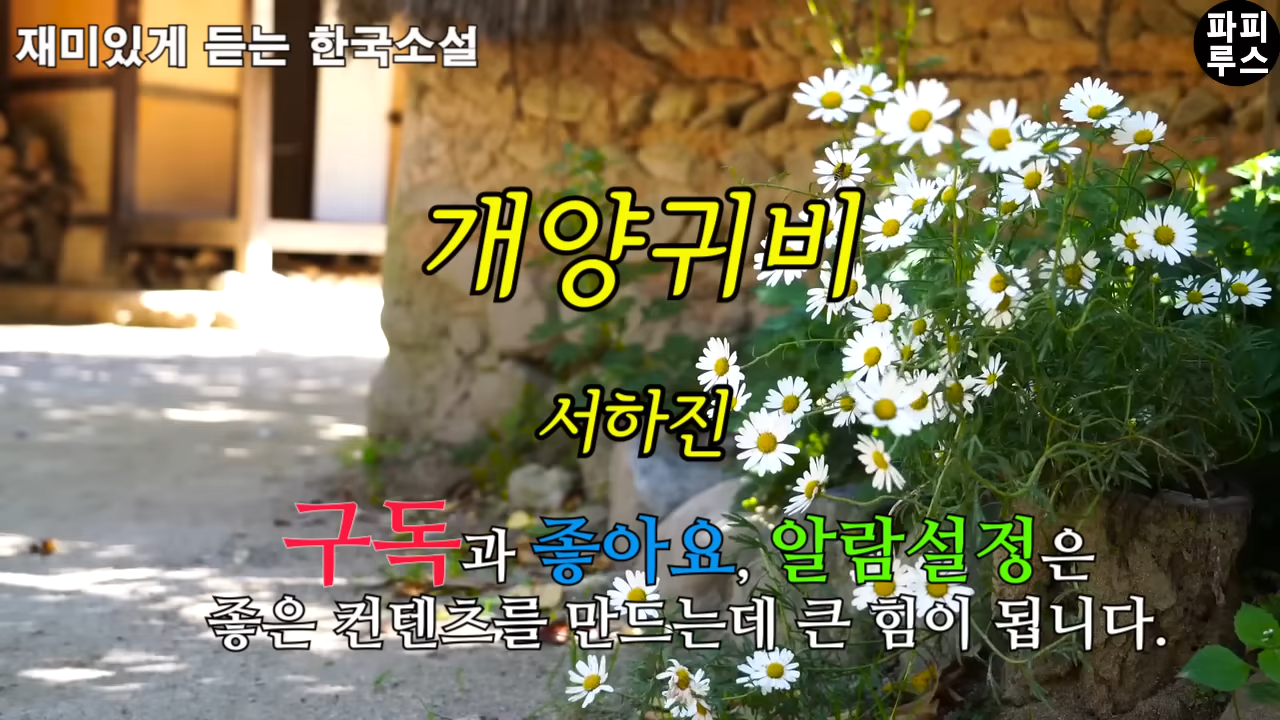 재미있게 듣는 한국소설
파피
루스
개양귀비
서하진
구독과 좋아요, 알람설정은
좋은 컨텐츠를 만드는데 큰 힘이 됩니다.